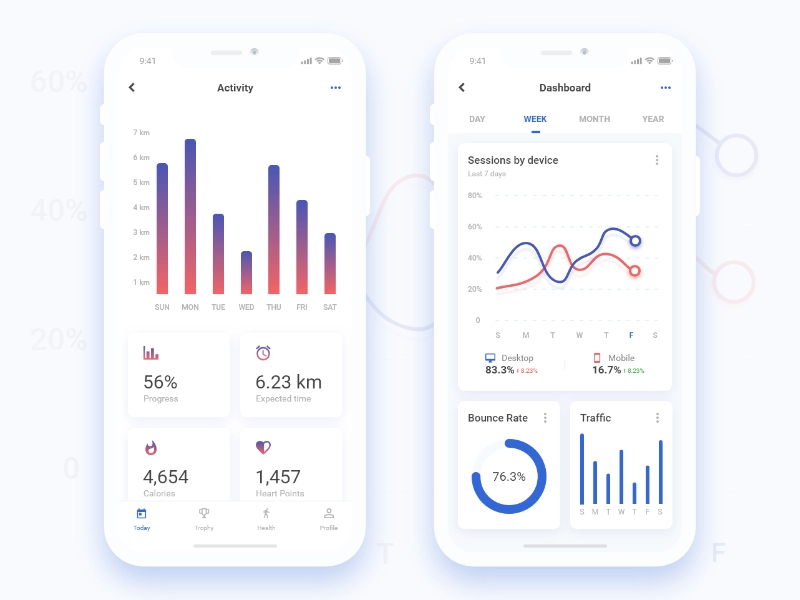 60%
40%
20%
0
T
F
9:41
Activity
7 km
6 km
5 km
4 km
3 km
2 km
1 km
SUN MON TUE WED THU FRI SAT
56%
Progress
6.23 km
Expected time
4,654
Calories
1,457
Heart Points
Today Trophy Health Profile
9:41
Dashboard
DAY WEEK MONTH YEAR
Sessions by device
Last 7 days
80%
60%
40%
20%
0
S M T W T F S
Desktop
83.3% 8.23%
Mobile
16.7% 8.23%
Bounce Rate
76.3%
Traffic
S M T W T F S